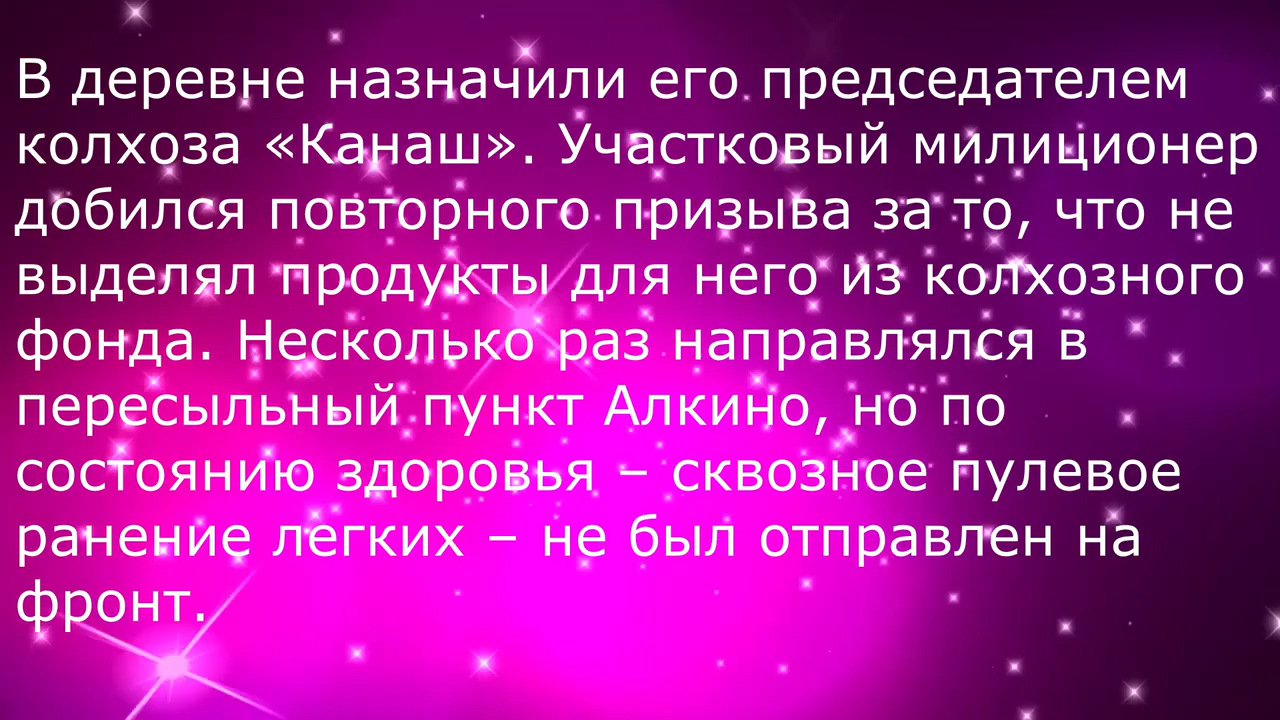 В деревне назначили его председателем
колхоза «Канаш». Участковый милиционер
добился повторного призыва за то, что не
выделял продукты для него из колхозного
фонда. Несколько раз направлялся в
пересыльный пункт Алкино, но по
состоянию здоровья – сквозное пулевое
ранение легких – не был отправлен на
фронт.